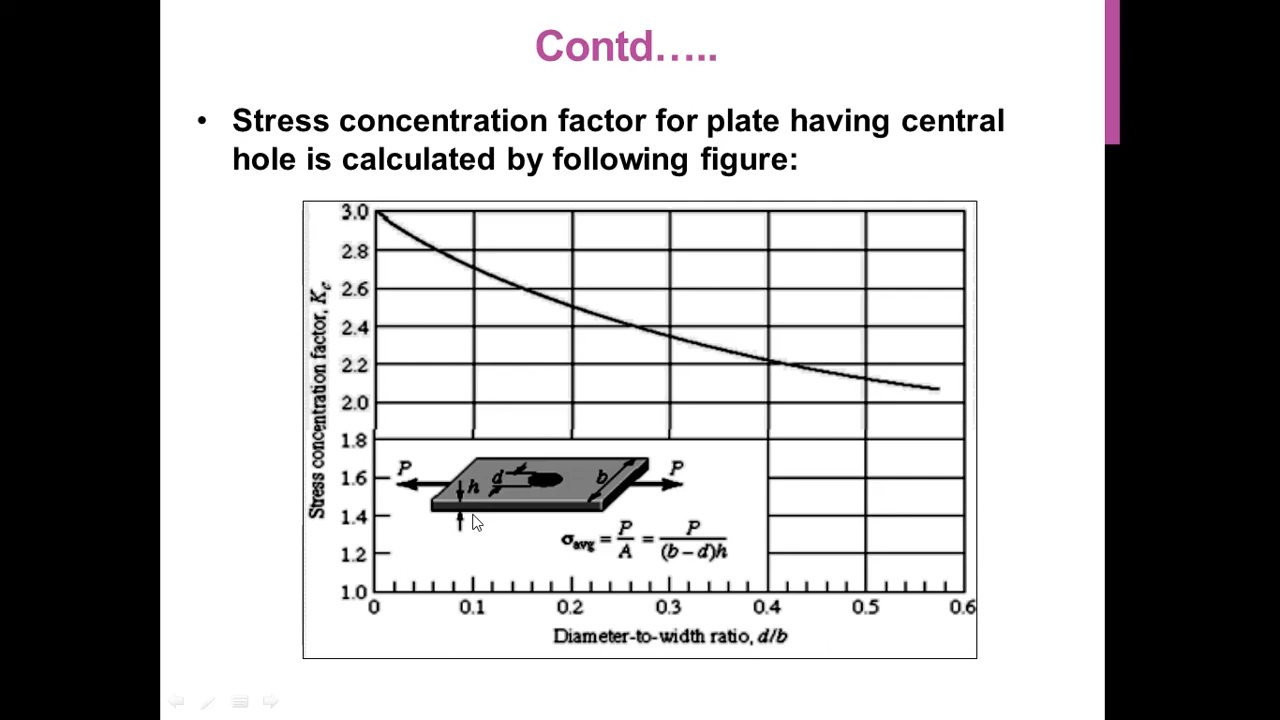 Contd…..
• Stress concentration factor for plate having central
hole is calculated by following figure:
Stress concentration factor, Kc
3.0
2.8
2.6
2.4
2.2
2.0
1.8
1.6
1.4
1.2
1.0
P
h
d
b
P
σavg = P/A = P/(b – d)h
0 0.1 0.2 0.3 0.4 0.5 0.6
Diameter-to-width ratio, d/b